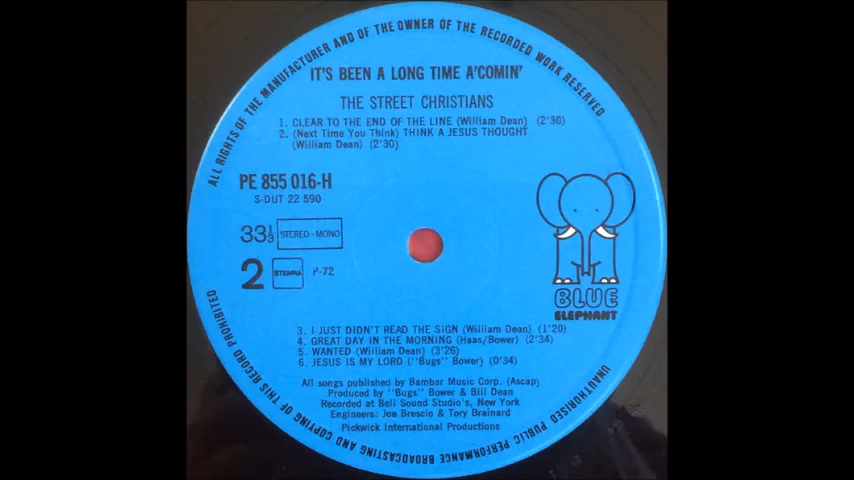 ALL RIGHTS OF THE MANUFACTURER AND OF THE OWNER OF THE RECORDED WORK RESERVED
IT'S BEEN A LONG TIME A'COMIN'
THE STREET CHRISTIANS
1. CLEAR TO THE END OF THE LINE (William Dean) (2'30)
2. (Next Time You Think) THINK A JESUS THOUGHT
(William Dean) (2'30)
PE 855 016-H
S-DUT 22 590
33⅓ STEREO-MONO
2 STEMRA P-72
BLUE
ELEPHANT
3. I JUST DIDN'T READ THE SIGN (William Dean) (1'20)
4. GREAT DAY IN THE MORNING (Haas/Bower) (2'34)
5. WANTED (William Dean) (3'26)
6. JESUS IS MY LORD (''Bugs'' Bower) (0'34)
All songs published by Bambar Music Corp. (Ascap)
Produced by ''Bugs'' Bower & Bill Dean
Recorded at Bell Sound Studio's, New York
Engineers: Joe Brescio & Tory Brainard
Pickwick International Productions
UNAUTHORISED PUBLIC PERFORMANCE BROADCASTING AND COPYING OF THIS RECORD PROHIBITED